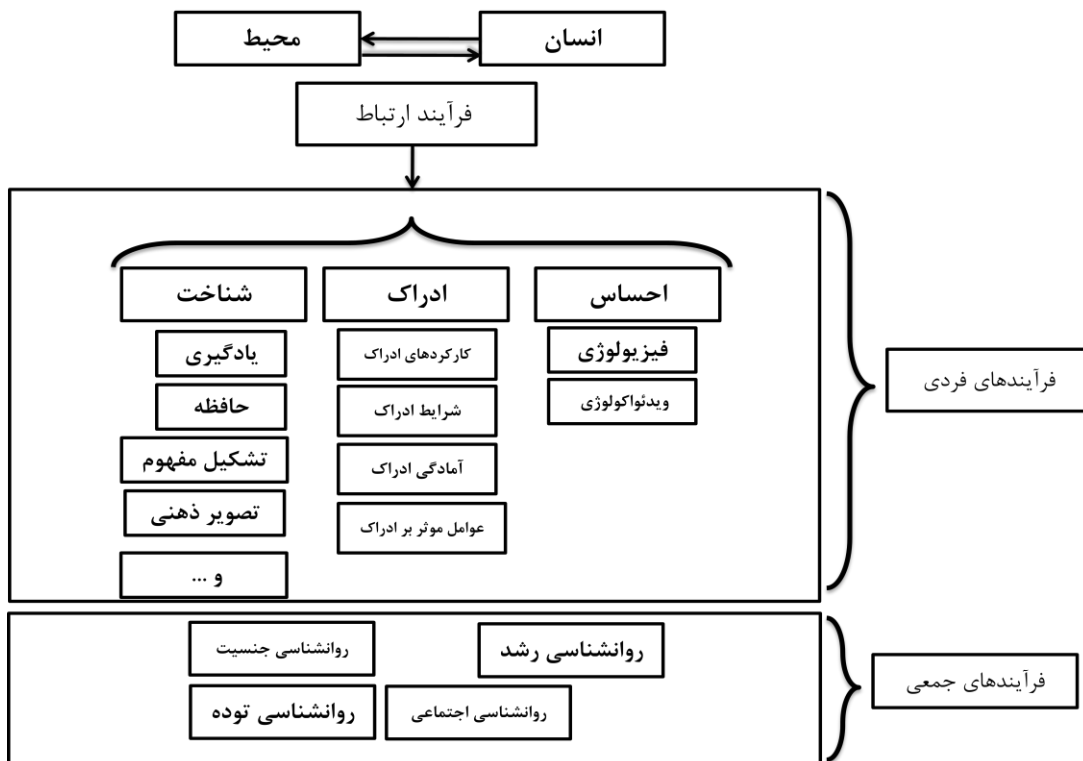 انسان
محیط
فرآیند ارتباط
احساس
فیزیولوژی
ویدئواکولوژی
ادراک
کارکردهای ادراک
شرایط ادراک
آمادگی ادراک
عوامل موثر بر ادراک
شناخت
یادگیری
حافظه
تشکیل مفهوم
تصویر ذهنی
و ...
فرآیندهای فردی
روانشناسی رشد
روانشناسی جنسیت
روانشناسی اجتماعی
روانشناسی توده
فرآیندهای جمعی